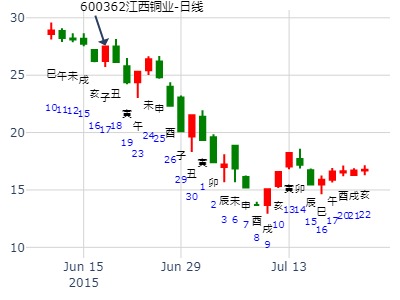 600362江西铜业-日线
30
25
20
15
10
巳 午 未 戌 亥 子 丑 寅 午 未 申 酉 子 丑 寅 卯 辰 未 申 酉 戌 亥 寅 卯 辰 巳 午 酉 戌 亥
10 11 12 15 16 17 18 19 23 24 25 26 29 30 1 2 3 6 7 8 9 10 13 14 15 16 17 20 21 22
Jun 15
2015
Jun 29
Jul 13